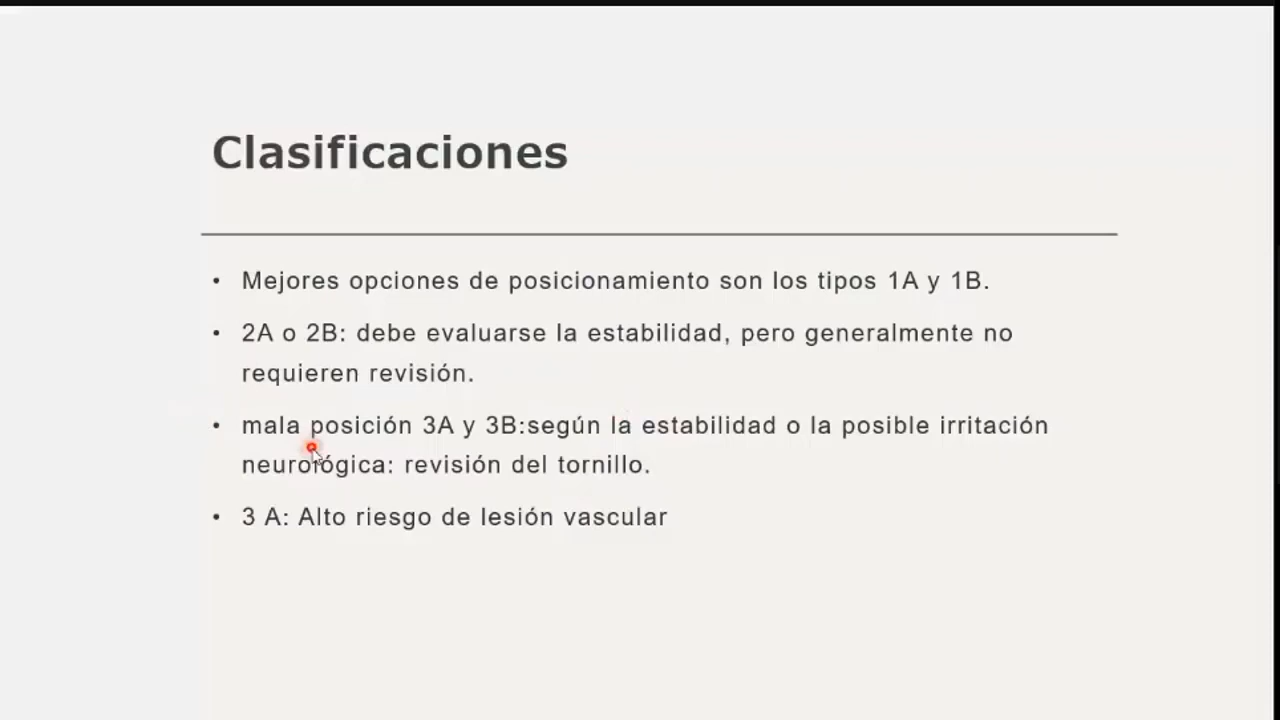 Clasificaciones
• Mejores opciones de posicionamiento son los tipos 1A y 1B.
• 2A o 2B: debe evaluarse la estabilidad, pero generalmente no
requieren revisión.
• mala posición 3A y 3B:según la estabilidad o la posible irritación
neurológica: revisión del tornillo.
• 3 A: Alto riesgo de lesión vascular